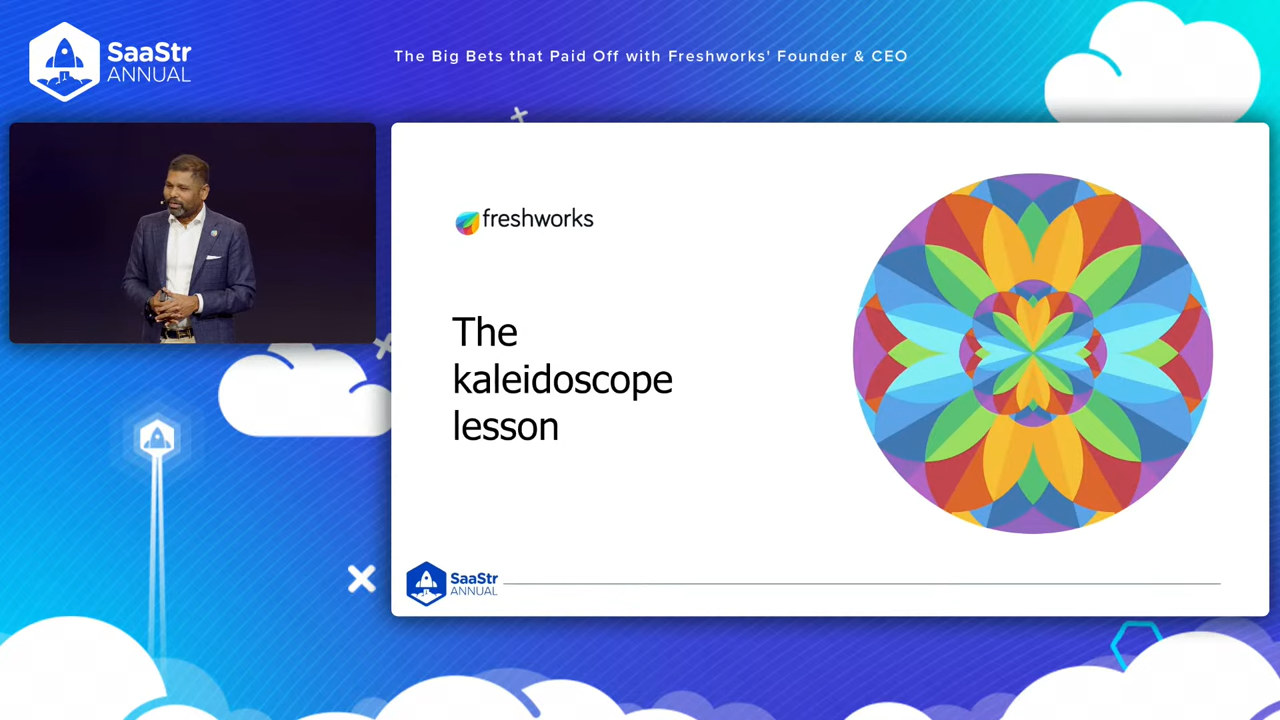 SaaStr
ANNUAL
The Big Bets that Paid Off with Freshworks' Founder & CEO
freshworks
The
kaleidoscope
lesson
SaaStr
ANNUAL